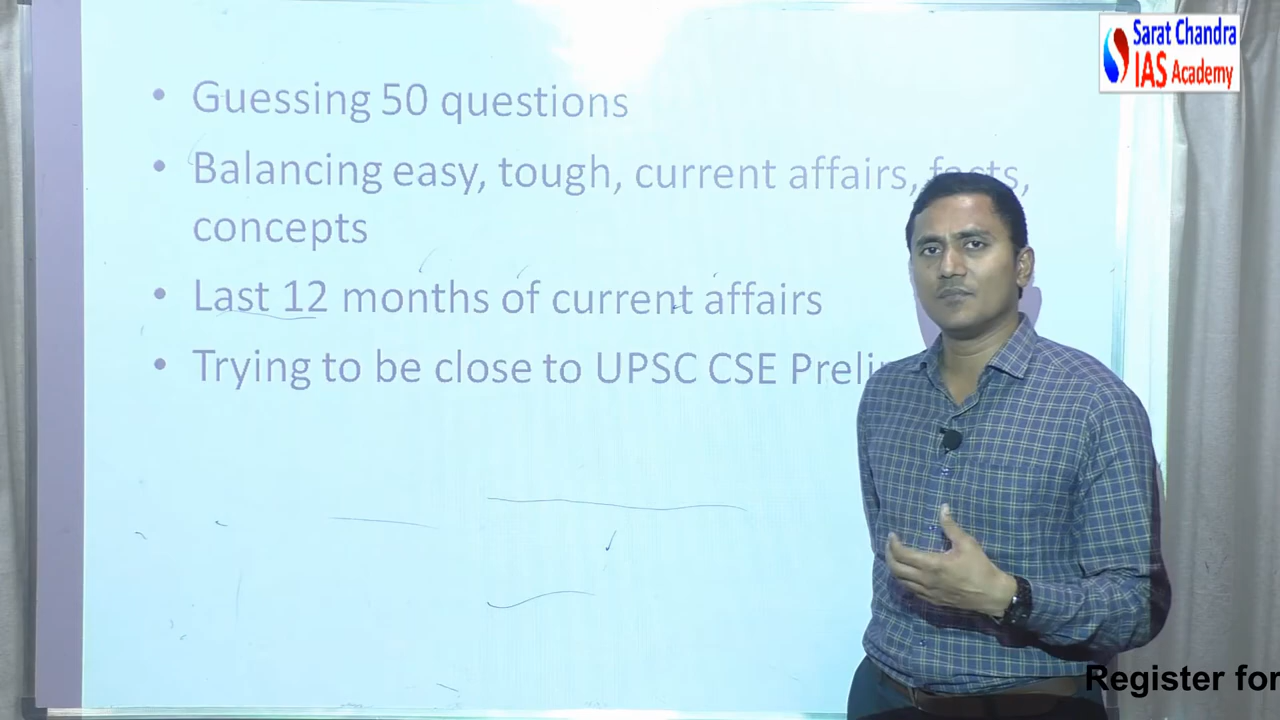 Sarat Chandra
IAS Academy
• Guessing 50 questions
• Balancing easy, tough, current affairs, facts,
concepts
• Last 12 months of current affairs
• Trying to be close to UPSC CSE
Register for